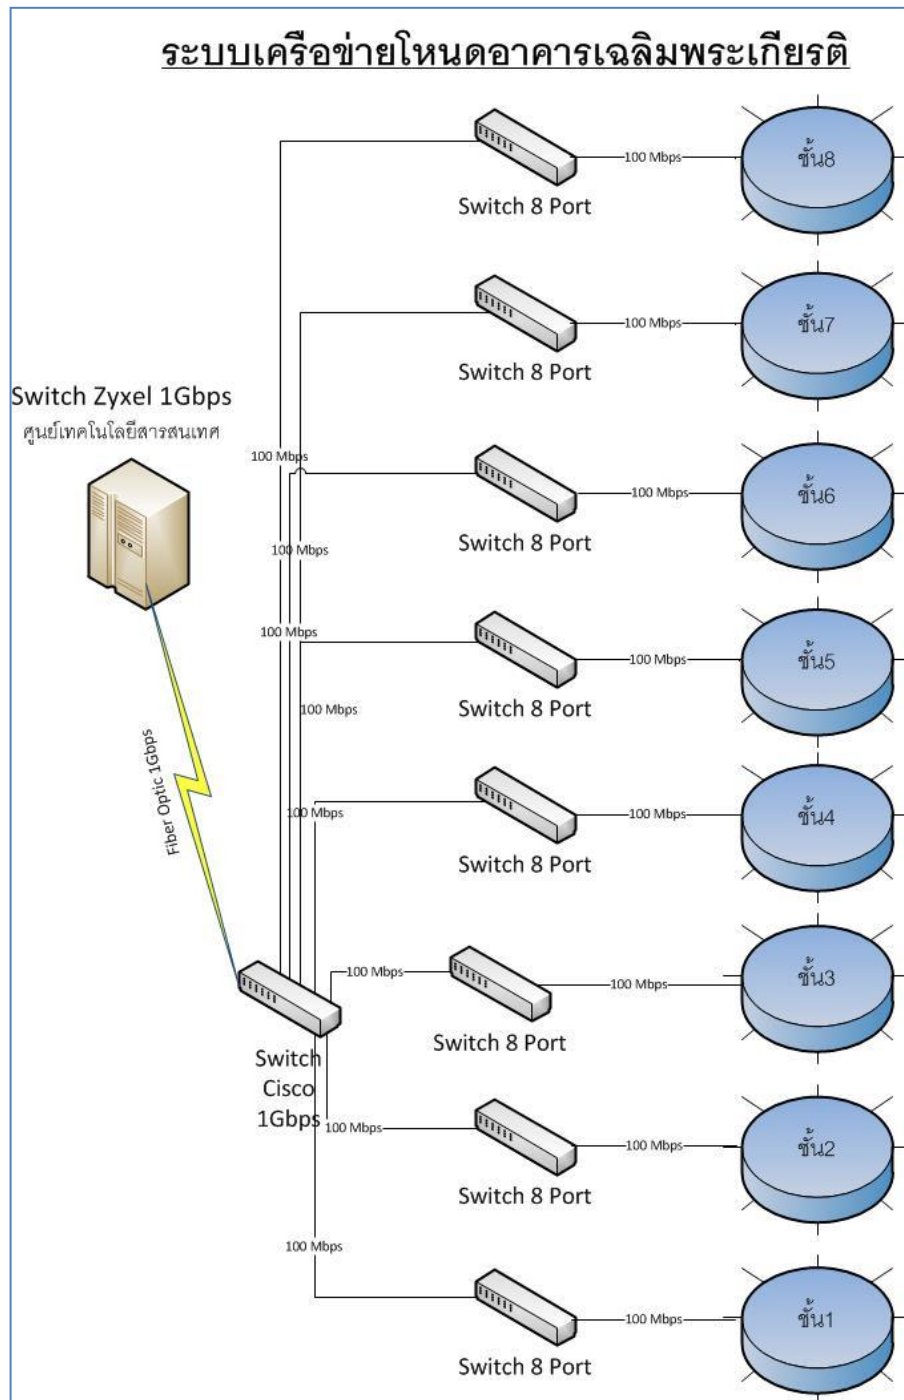 ระบบเครือข่ายโหนดอาคารเฉลิมพระเกียรติ
100 Mbps
ชั้น8
Switch 8 Port
100 Mbps
ชั้น7
Switch 8 Port
Switch Zyxel 1Gbps
ศูนย์เทคโนโลยีสารสนเทศ
100 Mbps
100 Mbps
ชั้น6
Switch 8 Port
100 Mbps
100 Mbps
100 Mbps
ชั้น5
Switch 8 Port
100 Mbps
Fiber Optic 1Gbps
100 Mbps
100 Mbps
ชั้น4
Switch 8 Port
100 Mbps
100 Mbps
ชั้น3
Switch 8 Port
Switch
Cisco
1Gbps
100 Mbps
100 Mbps
ชั้น2
Switch 8 Port
100 Mbps
100 Mbps
ชั้น1
Switch 8 Port